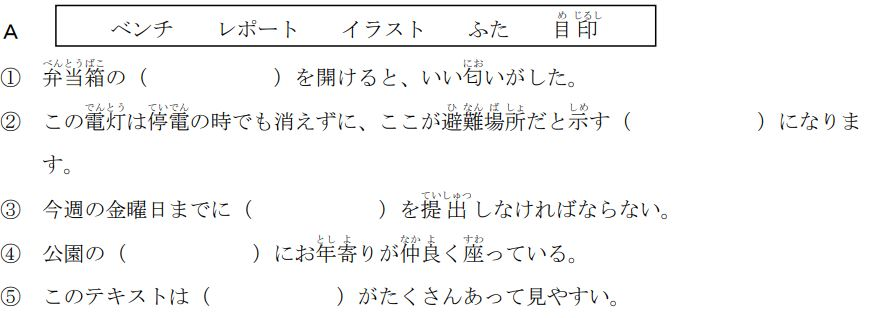 A ベンチ レポート イラスト ふた 目印
① 弁当箱の（ ）を開けると、いい匂いがした。
② この電灯は停電の時でも消えずに、ここが避難場所だと示す（ ）になりま
す。
③ 今週の金曜日までに（ ）を提出しなければならない。
④ 公園の（ ）にお年寄りが仲良く座っている。
⑤ このテキストは（ ）がたくさんあって見やすい。